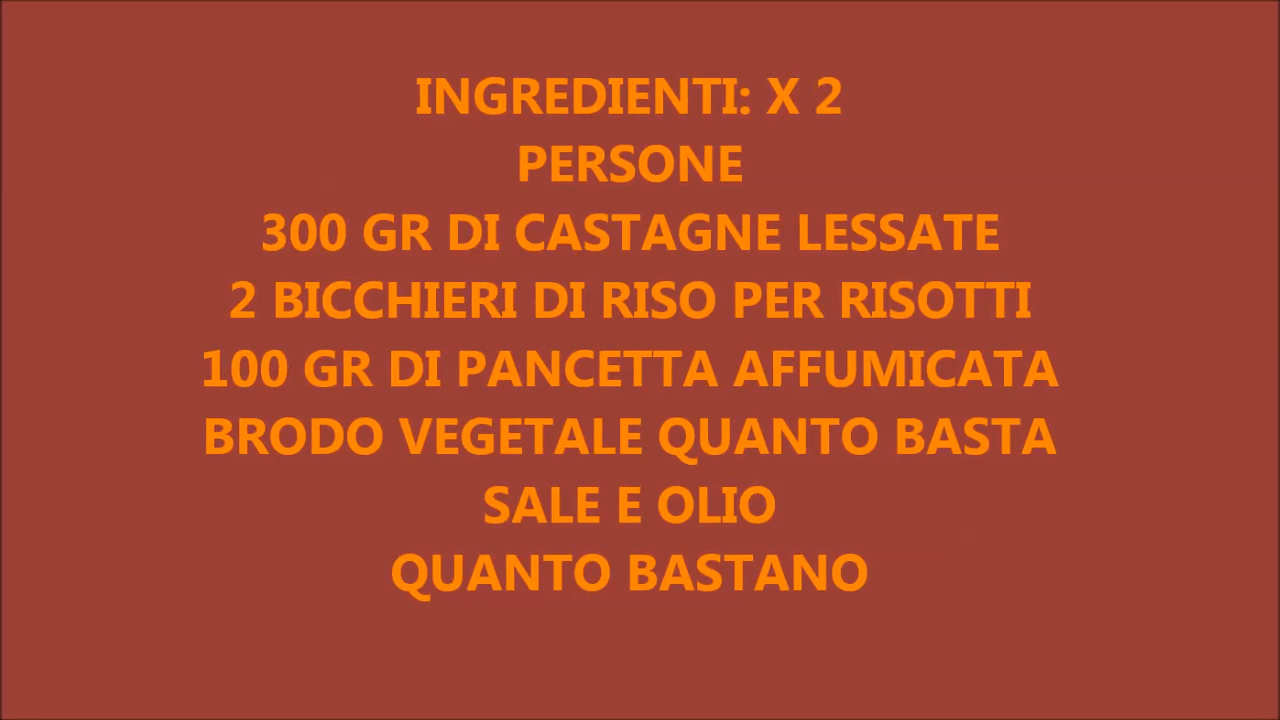 INGREDIENTI: X 2
PERSONE
300 GR DI CASTAGNE LESSATE
2 BICCHIERI DI RISO PER RISOTTI
100 GR DI PANCETTA AFFUMICATA
BRODO VEGETALE QUANTO BASTA
SALE E OLIO
QUANTO BASTANO